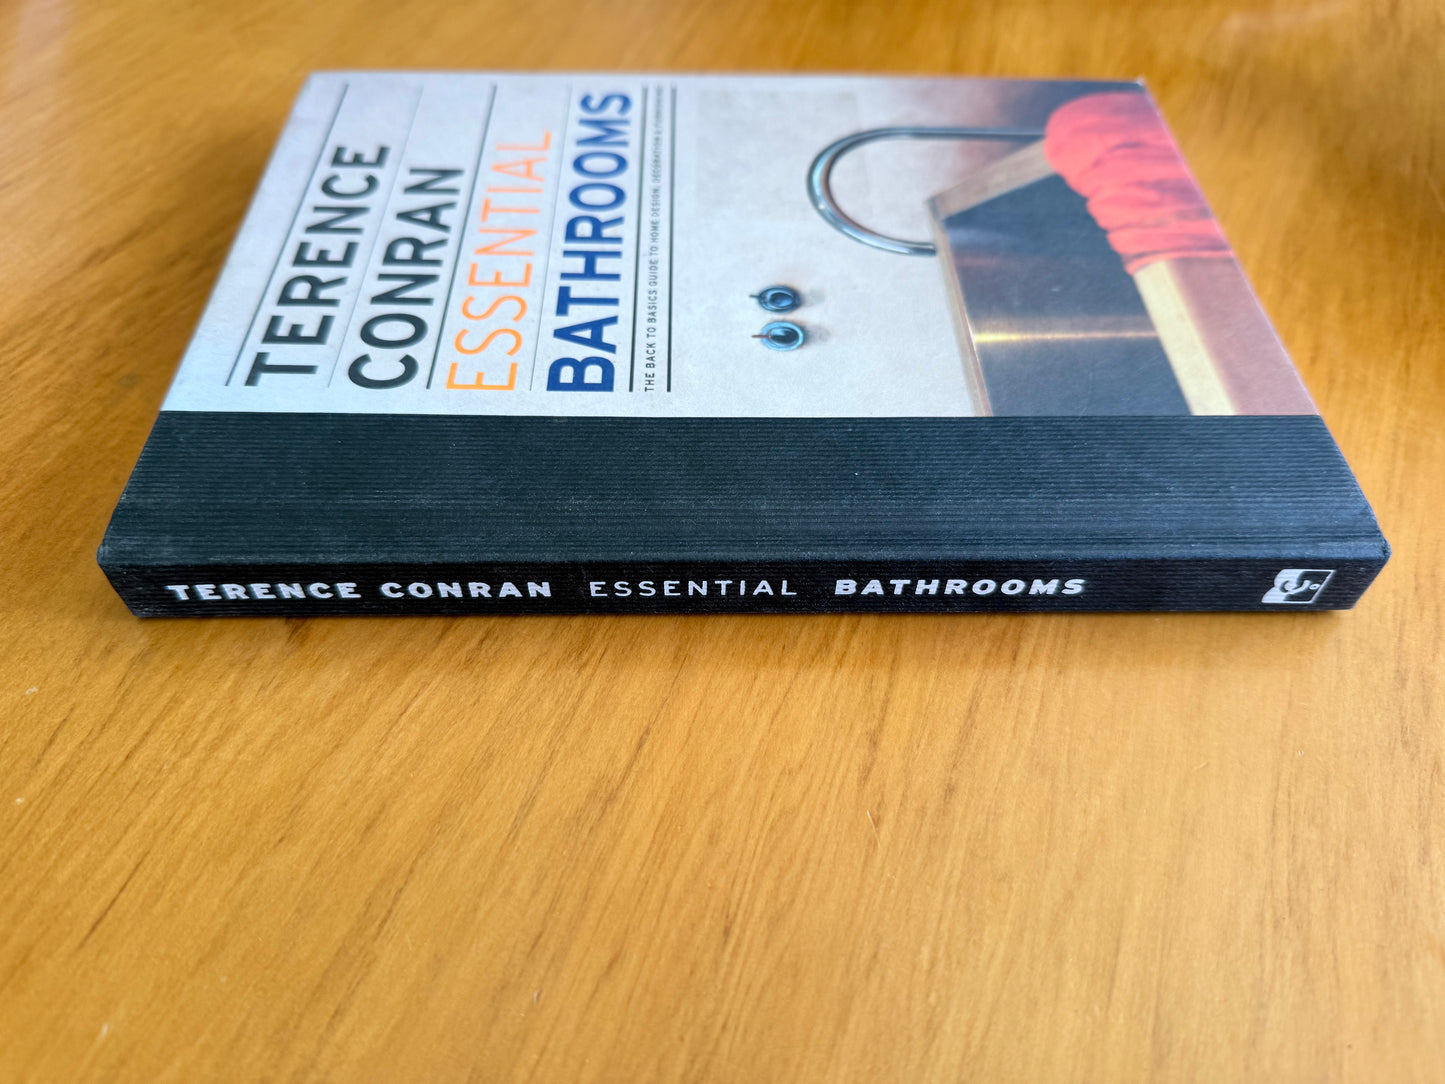 TERENCE
CONRAN
ESSENTIAL
BATHROOMS
THE BACK TO BASICS GUIDE TO HOME DESIGN, DECORATION & FURNISHING
TERENCE CONRAN ESSENTIAL BATHROOMS